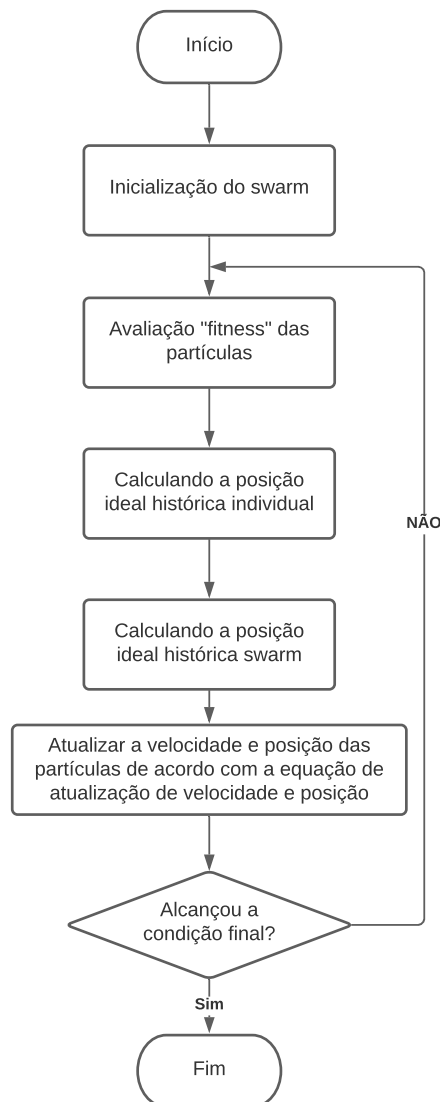 Início
Inicialização do swarm
Avaliação "fitness" das
partículas
Calculando a posição
ideal histórica individual
NÃO
Calculando a posição
ideal histórica swarm
Atualizar a velocidade e posição das
partículas de acordo com a equação de
atualização de velocidade e posição
Alcançou a
condição final?
Sim
Fim